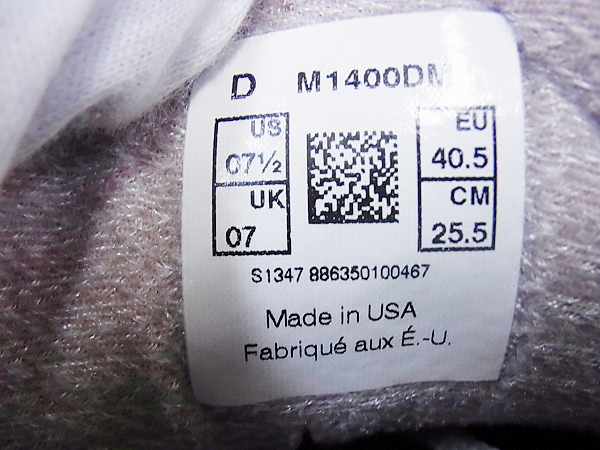 D M1400DM
US EU
07½ 40.5
UK CM
07 25.5
S1347 886350100467
Made in USA
Fabriqué aux É.-U.